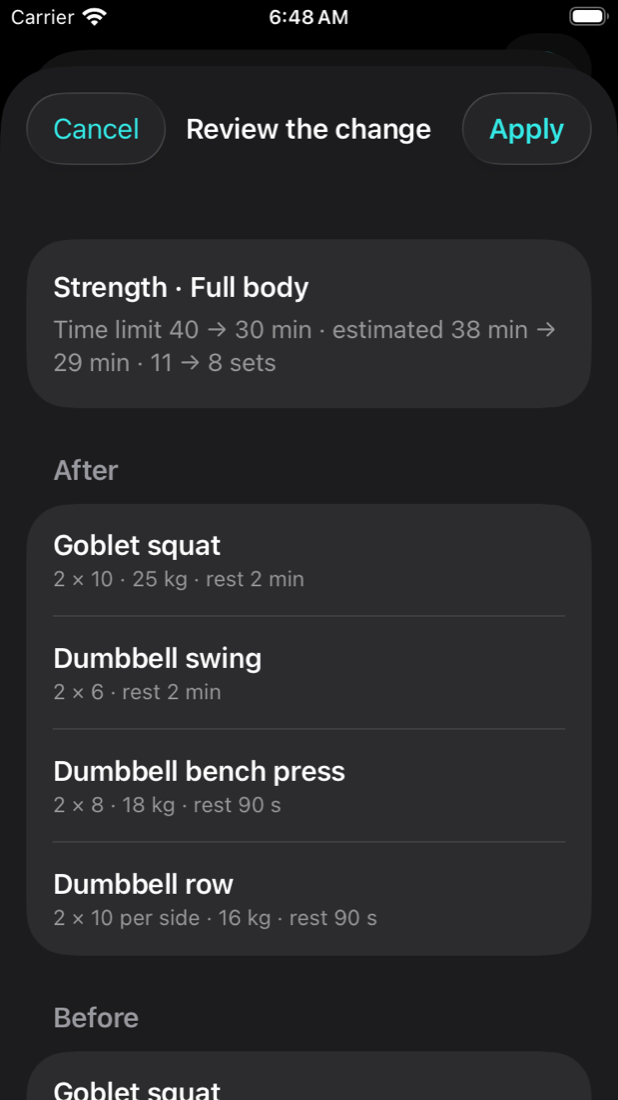 Carrier 6:48 AM
Cancel Review the change Apply
Strength · Full body
Time limit 40 → 30 min · estimated 38 min →
29 min · 11 → 8 sets
After
Goblet squat
2 × 10 · 25 kg · rest 2 min
Dumbbell swing
2 × 6 · rest 2 min
Dumbbell bench press
2 × 8 · 18 kg · rest 90 s
Dumbbell row
2 × 10 per side · 16 kg · rest 90 s
Before
Goblet squat